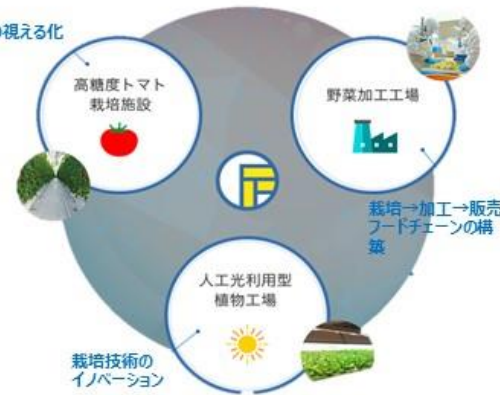 視える化
高糖度トマト
栽培施設
野菜加工工場
栽培→加工→販売
フードチェーンの構
築
人工光利用型
植物工場
栽培技術の
イノベーション